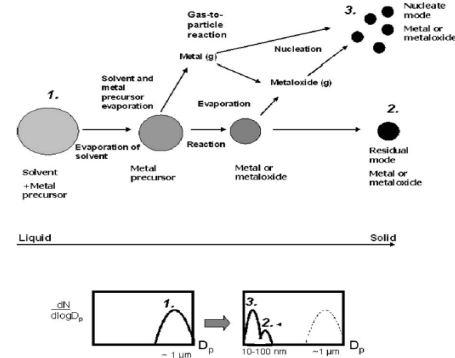 Gas-to-
particle
reaction
3.
Nucleate
mode
Metal or
metaloxide
Metal (g)
Nucleation
Solvent and
metal
precursor
evaporation
Metaloxide (g)
1.
Evaporation
2.
Evaporation of
solvent
Reaction
Solvent
+Metal
precursor
Metal
precursor
Metal or
metaloxide
Residual
mode
Metal or
metaloxide
Liquid
Solid
dN
dlogDp
1.
Dp
~ 1 µm
3.
2.
Dp
10-100 nm
~1 µm